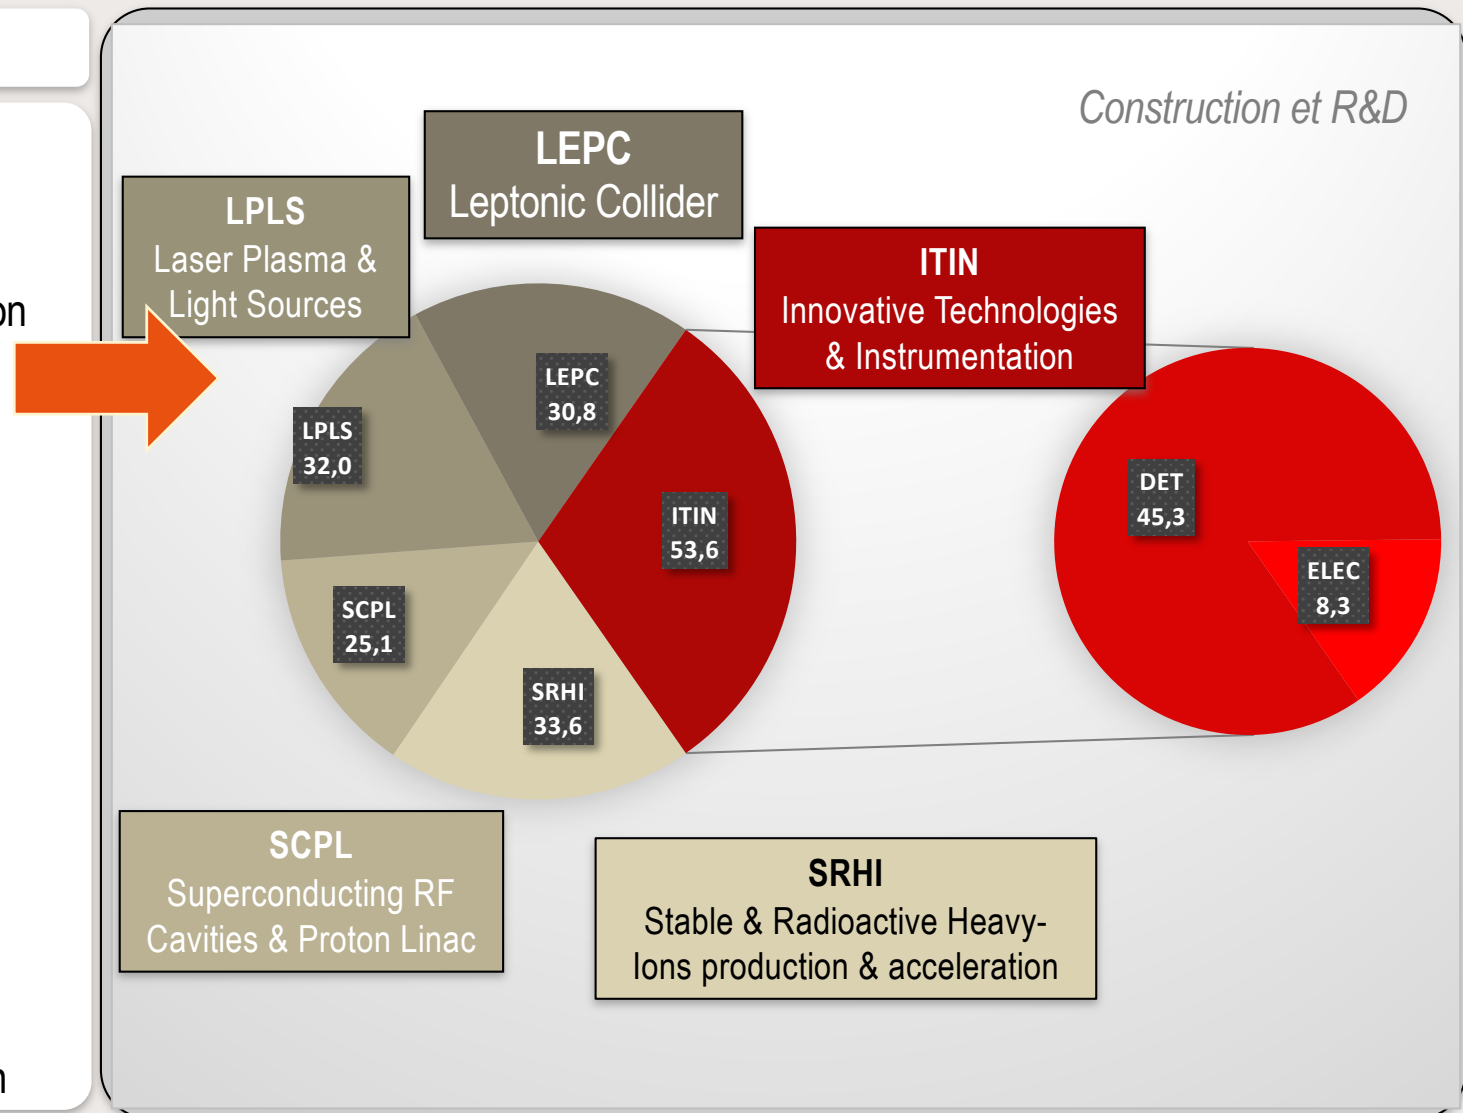 on
n
Construction et R&D
LEPC
Leptonic Collider
LPLS
Laser Plasma &
Light Sources
ITIN
Innovative Technologies
& Instrumentation
LEPC
30,8
LPLS
32,0
ITIN
53,6
SCPL
25,1
SRHI
33,6
DET
45,3
ELEC
8,3
SCPL
Superconducting RF
Cavities & Proton Linac
SRHI
Stable & Radioactive Heavy-
Ions production & acceleration